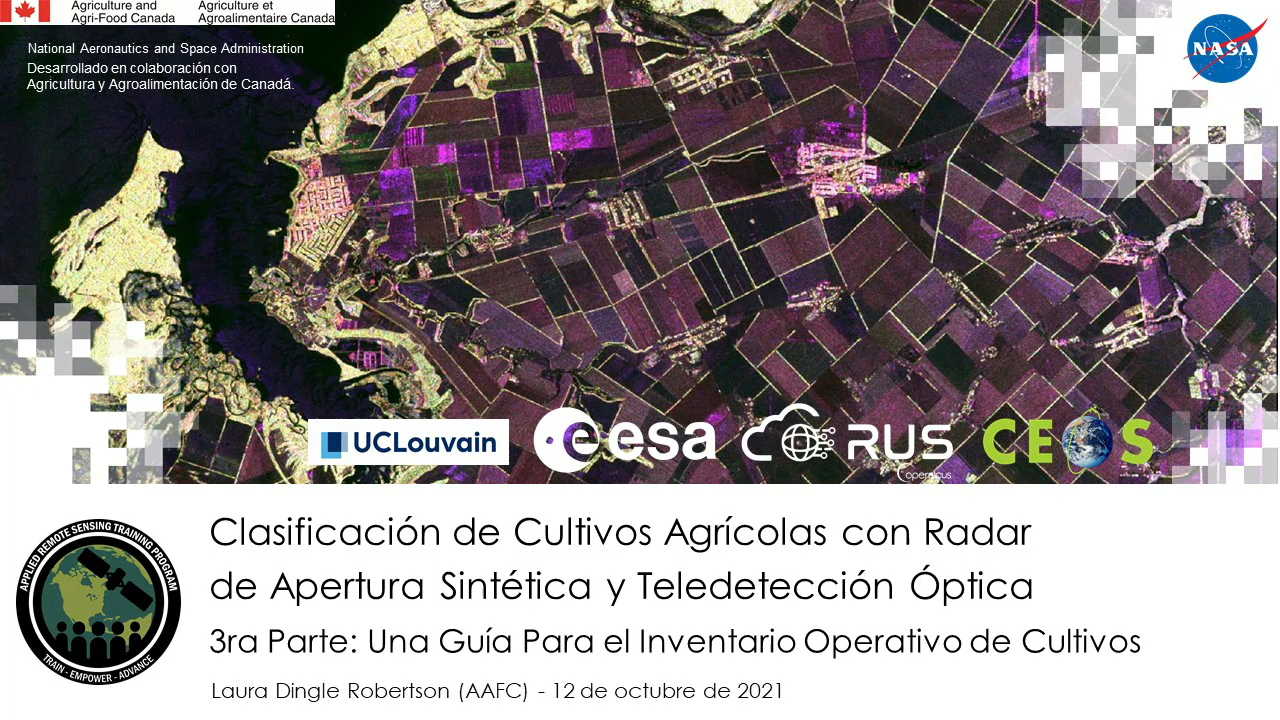 Agriculture and
Agri-Food Canada
Agriculture et
Agroalimentaire Canada
National Aeronautics and Space Administration
Desarrollado en colaboración con
Agricultura y Agroalimentación de Canadá.
NASA
UCLouvain
esa
RUS
Copernicus
CEOS
APPLIED REMOTE SENSING TRAINING PROGRAM
TRAIN - EMPOWER - ADVANCE
Clasificación de Cultivos Agrícolas con Radar
de Apertura Sintética y Teledetección Óptica
3ra Parte: Una Guía Para el Inventario Operativo de Cultivos
Laura Dingle Robertson (AAFC) - 12 de octubre de 2021